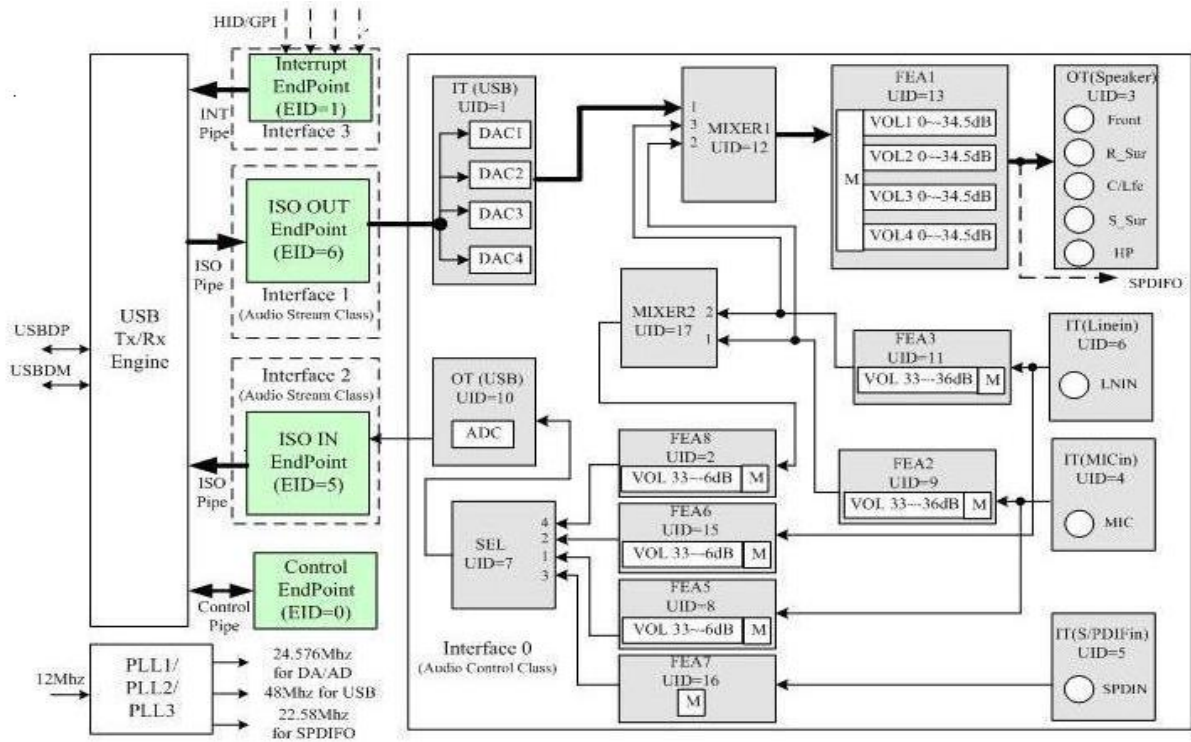 HID/GPI
Interrupt
EndPoint
(EID=1)
INT
Pipe
Interface 3
ISO OUT
EndPoint
(EID=6)
ISO
Pipe
Interface 1
(Audio Stream Class)
USB
Tx/Rx
Engine
USBDP
USBDM
Interface 2
(Audio Stream Class)
ISO IN
EndPoint
(EID=5)
ISO
Pipe
Control
EndPoint
(EID=0)
Control
Pipe
12Mhz
PLL1/
PLL2/
PLL3
24.576Mhz
for DA/AD
48Mhz for USB
22.58Mhz
for SPDIFO
IT (USB)
UID=1
DAC1
DAC2
DAC3
DAC4
1
3
2
MIXER1
UID=12
FEA1
UID=13
M
VOL1 0~-34.5dB
VOL2 0~-34.5dB
VOL3 0~-34.5dB
VOL4 0~-34.5dB
OT(Speaker)
UID=3
Front
R_Sur
C/Lfe
S_Sur
HP
SPDIFO
MIXER2
UID=17
2
1
FEA3
UID=11
VOL 33~-36dB M
IT(Linein)
UID=6
LNIN
OT (USB)
UID=10
ADC
FEA8
UID=2
VOL 33~-6dB M
FEA2
UID=9
VOL 33~-36dB M
IT(MICin)
UID=4
MIC
SEL
UID=7
4
2
1
3
FEA6
UID=15
VOL 33~-6dB M
FEA5
UID=8
VOL 33~-6dB M
Interface 0
(Audio Control Class)
FEA7
UID=16
M
IT(S/PDIFin)
UID=5
SPDIN